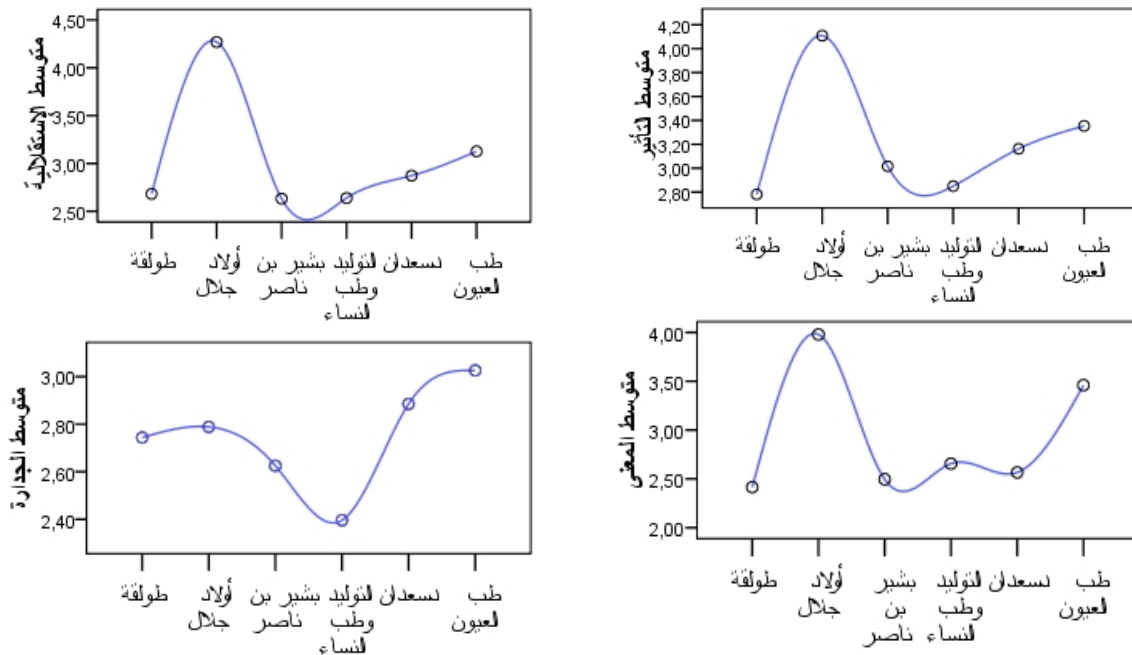 متوسط الإستقلالية
4,50
4,00
3,50
3,00
2,50
طولقة
أولاد
جلال
بشير بن
ناصر
التوليد
وطب
النساء
دسعدان
طب
العيون
متوسط التأثير
4,20
4,00
3,80
3,60
3,40
3,20
3,00
2,80
طولقة
أولاد
جلال
بشير بن
ناصر
التوليد
وطب
النساء
دسعدان
طب
العيون
متوسط الجدارة
3,00
2,80
2,60
2,40
طولقة
أولاد
جلال
بشير بن
ناصر
التوليد
وطب
النساء
دسعدان
طب
العيون
متوسط المعنى
4,00
3,50
3,00
2,50
2,00
طولقة
أولاد
جلال
بشير
بن
ناصر
التوليد
وطب
النساء
دسعدان
طب
العيون